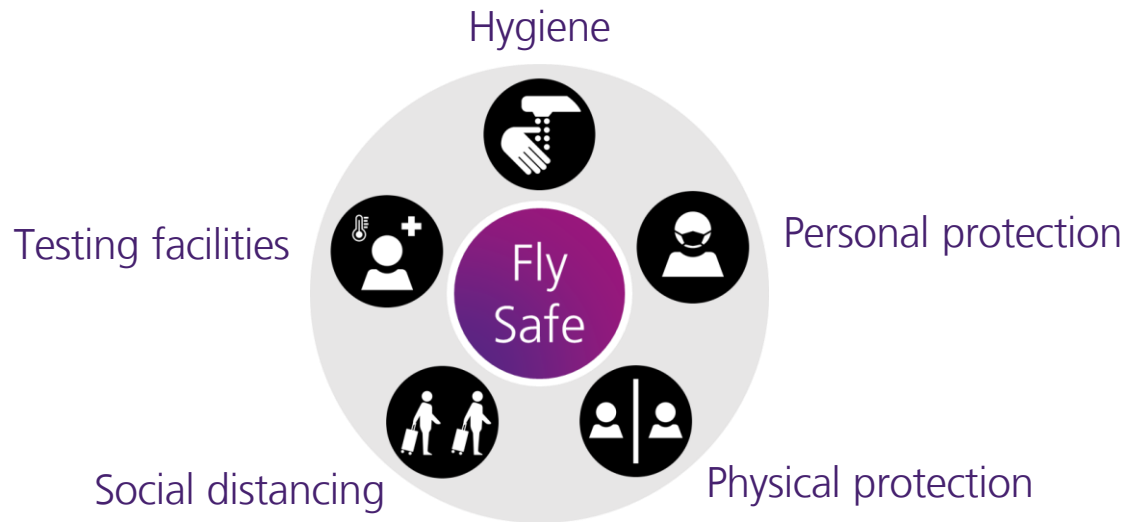 Hygiene
Testing facilities
Personal protection
Fly
Safe
Social distancing
Physical protection